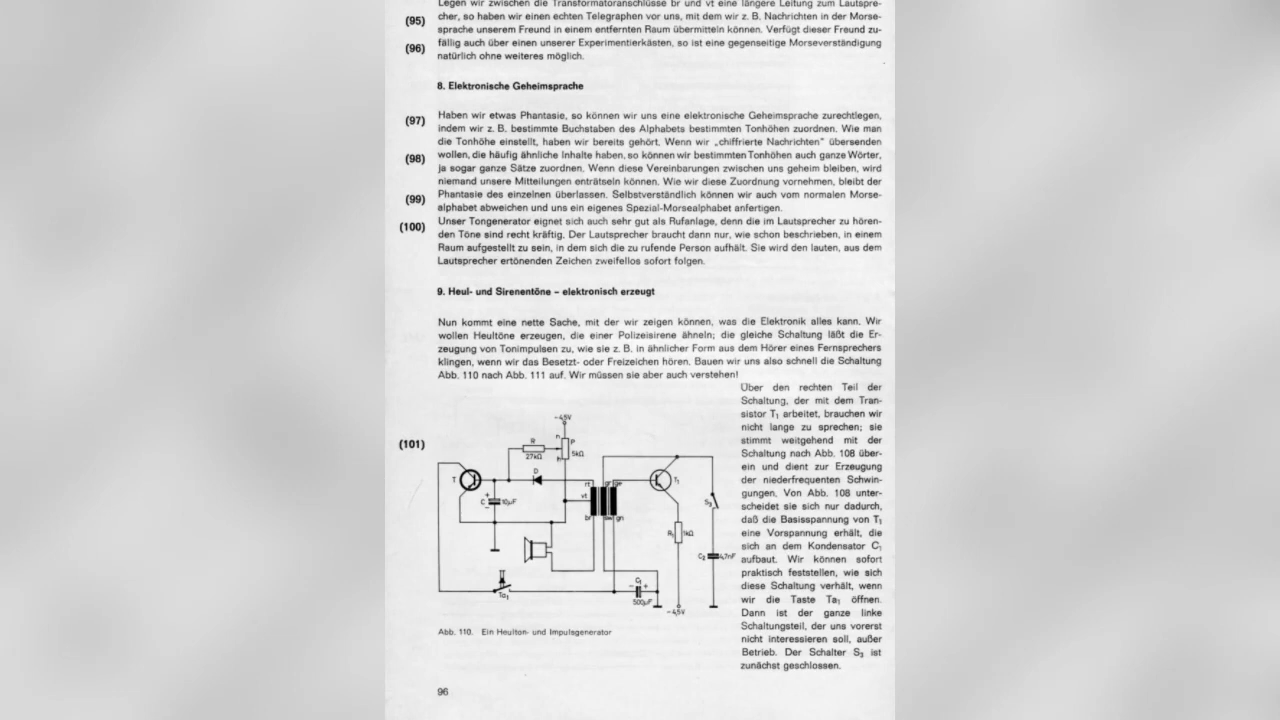 Legen wir zwischen die Transformatoranschlüsse br und vt eine längere Leitung zum Lautspre-
(95) cher, so haben wir einen echten Telegraphen vor uns, mit dem wir z. B. Nachrichten in der Morse-
sprache unserem Freund in einem entfernten Raum übermitteln können. Verfügt dieser Freund zu-
(96) fällig auch über einen unserer Experimentierkästen, so ist eine gegenseitige Morseverständigung
natürlich ohne weiteres möglich.
8. Elektronische Geheimsprache
(97) Haben wir etwas Phantasie, so können wir uns eine elektronische Geheimsprache zurechtlegen,
indem wir z. B. bestimmte Buchstaben des Alphabets bestimmten Tonhöhen zuordnen. Wie man
die Tonhöhe einstellt, haben wir bereits gehört. Wenn wir „chiffrierte Nachrichten" übersenden
(98) wollen, die häufig ähnliche Inhalte haben, so können wir bestimmten Tonhöhen auch ganze Wörter,
ja sogar ganze Sätze zuordnen. Wenn diese Vereinbarungen zwischen uns geheim bleiben, wird
niemand unsere Mitteilungen enträtseln können. Wie wir diese Zuordnung vornehmen, bleibt der
(99) Phantasie des einzelnen überlassen. Selbstverständlich können wir auch vom normalen Morse-
alphabet abweichen und uns ein eigenes Spezial-Morsealphabet anfertigen.
(100) Unser Tongenerator eignet sich auch sehr gut als Rufanlage, denn die im Lautsprecher zu hören-
den Töne sind recht kräftig. Der Lautsprecher braucht dann nur, wie schon beschrieben, in einem
Raum aufgestellt zu sein, in dem sich die zu rufende Person aufhält. Sie wird den lauten, aus dem
Lautsprecher ertönenden Zeichen zweifellos sofort folgen.
9. Heul- und Sirenentöne – elektronisch erzeugt
Nun kommt eine nette Sache, mit der wir zeigen können, was die Elektronik alles kann. Wir
wollen Heultöne erzeugen, die einer Polizeisirene ähneln; die gleiche Schaltung läßt die Er-
zeugung von Tonimpulsen zu, wie sie z. B. in ähnlicher Form aus dem Hörer eines Fernsprechers
klingen, wenn wir das Besetzt- oder Freizeichen hören. Bauen wir uns also schnell die Schaltung
Abb. 110 nach Abb. 111 auf. Wir müssen sie aber auch verstehen!
Über den rechten Teil der
Schaltung, der mit dem Tran-
sistor T₁ arbeitet, brauchen wir
nicht lange zu sprechen; sie
(101) stimmt weitgehend mit der
Schaltung nach Abb. 108 über-
ein und dient zur Erzeugung
der niederfrequenten Schwin-
gungen. Von Abb. 108 unter-
scheidet sie sich nur dadurch,
daß die Basisspannung von T₁
eine Vorspannung erhält, die
sich an dem Kondensator C₁
aufbaut. Wir können sofort
praktisch feststellen, wie sich
diese Schaltung verhält, wenn
wir die Taste Ta₁ öffnen.
Dann ist der ganze linke
Schaltungsteil, der uns vorerst
nicht interessieren soll, außer
Betrieb. Der Schalter S₃ ist
zunächst geschlossen.
-4,5V
R
n P
27kΩ
h 5kΩ
D
T
rt gr ge
T₁
C + 10µF
-
vt
S₃
br sw gn
R₁ 1kΩ
C₂ 4,7nF
Ta₁
C₁
- +
500µF
-4,5V
Abb. 110. Ein Heulton- und Impulsgenerator
96